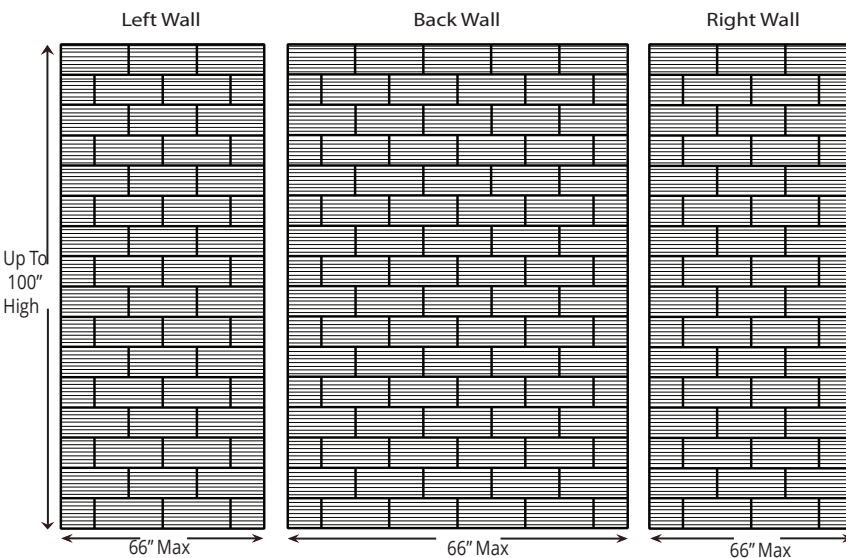 Left Wall
Back Wall
Right Wall
Up To
100”
High
66” Max
66” Max
66” Max